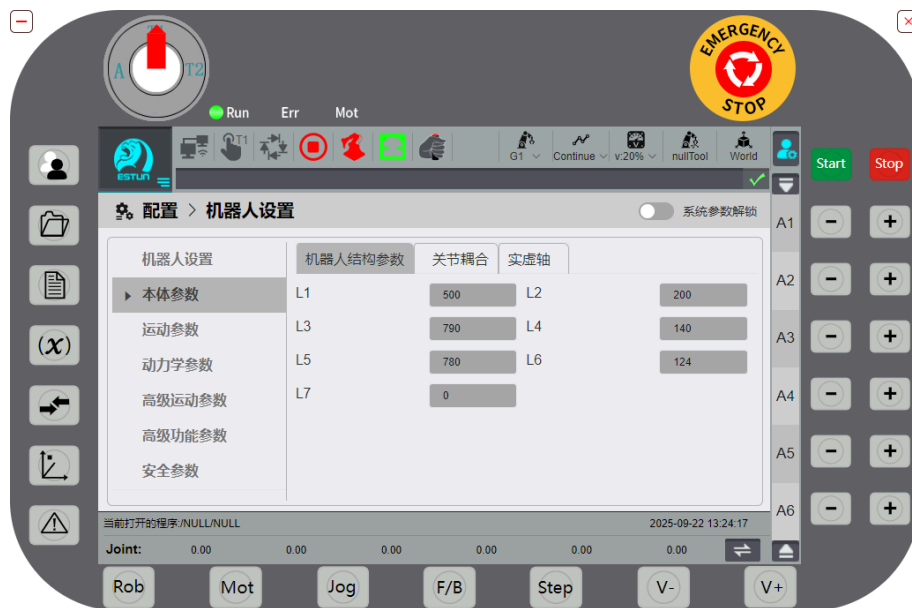 A T2
EMERGENCY STOP
Run Err Mot
T1
ESTUN
G1 Continue v:20% nullTool World
Start Stop
配置 > 机器人设置
系统参数解锁
机器人设置
本体参数
运动参数
动力学参数
高级运动参数
高级功能参数
安全参数
机器人结构参数 关节耦合 实虚轴
L1 500 L2 200
L3 790 L4 140
L5 780 L6 124
L7 0
A1 - +
A2 - +
A3 - +
A4 - +
A5 - +
A6 - +
(x)
当前打开的程序:/NULL/NULL 2025-09-22 13:24:17
Joint: 0.00 0.00 0.00 0.00 0.00 0.00
Rob Mot Jog F/B Step V- V+